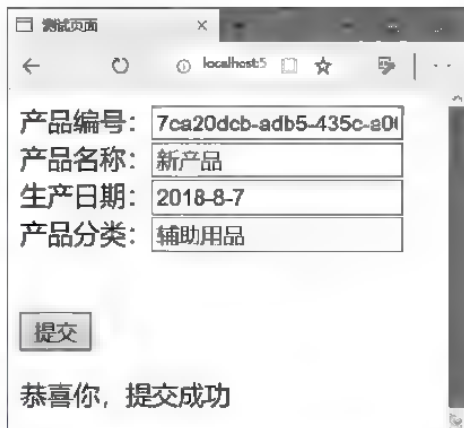 测试页面
localhost:5
产品编号: 7ca20dcb-adb5-435c-a0
产品名称: 新产品
生产日期: 2018-8-7
产品分类: 辅助用品
提交
恭喜你，提交成功